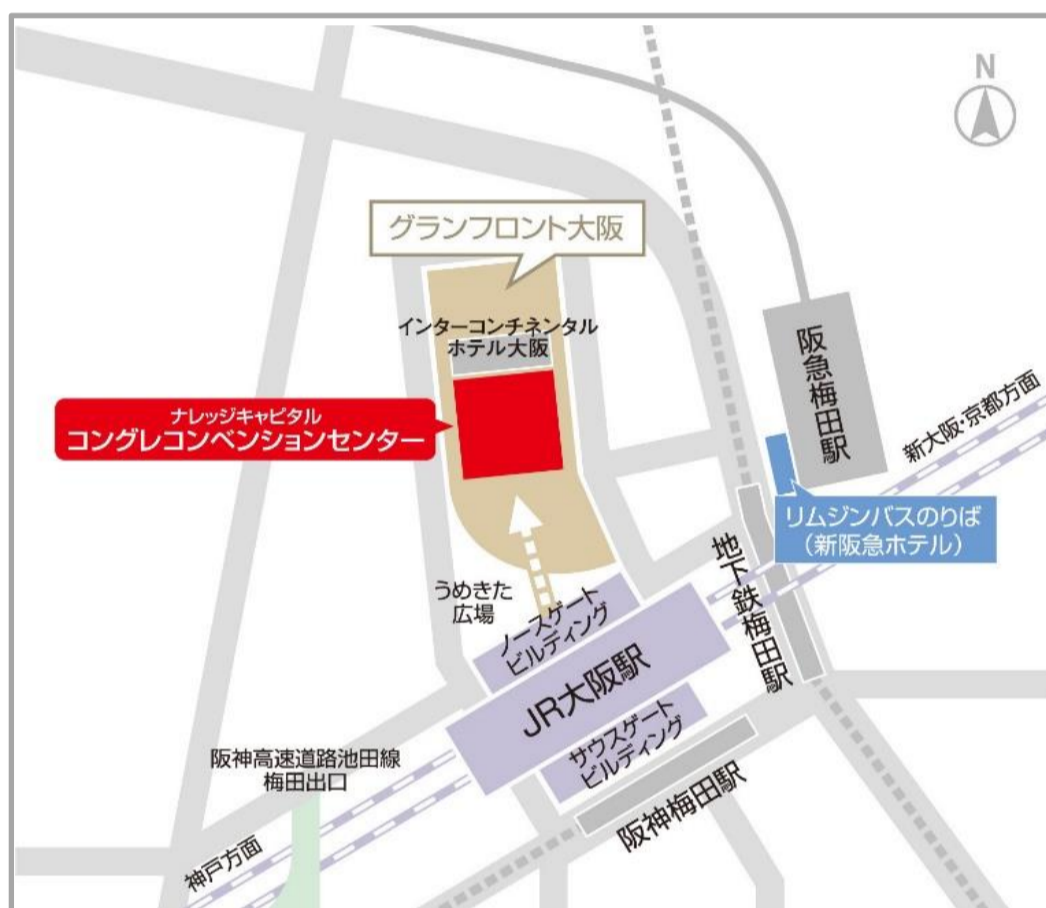 N
グランフロント大阪
インターコンチネンタル
ホテル大阪
ナレッジキャピタル
コングレコンベンションセンター
阪急梅田駅
新大阪・京都方面
リムジンバスのりば
（新阪急ホテル）
地下鉄梅田駅
うめきた
広場
ノースゲート
ビルディング
JR大阪駅
サウスゲート
ビルディング
阪神高速道路池田線
梅田出口
阪神梅田駅
神戸方面